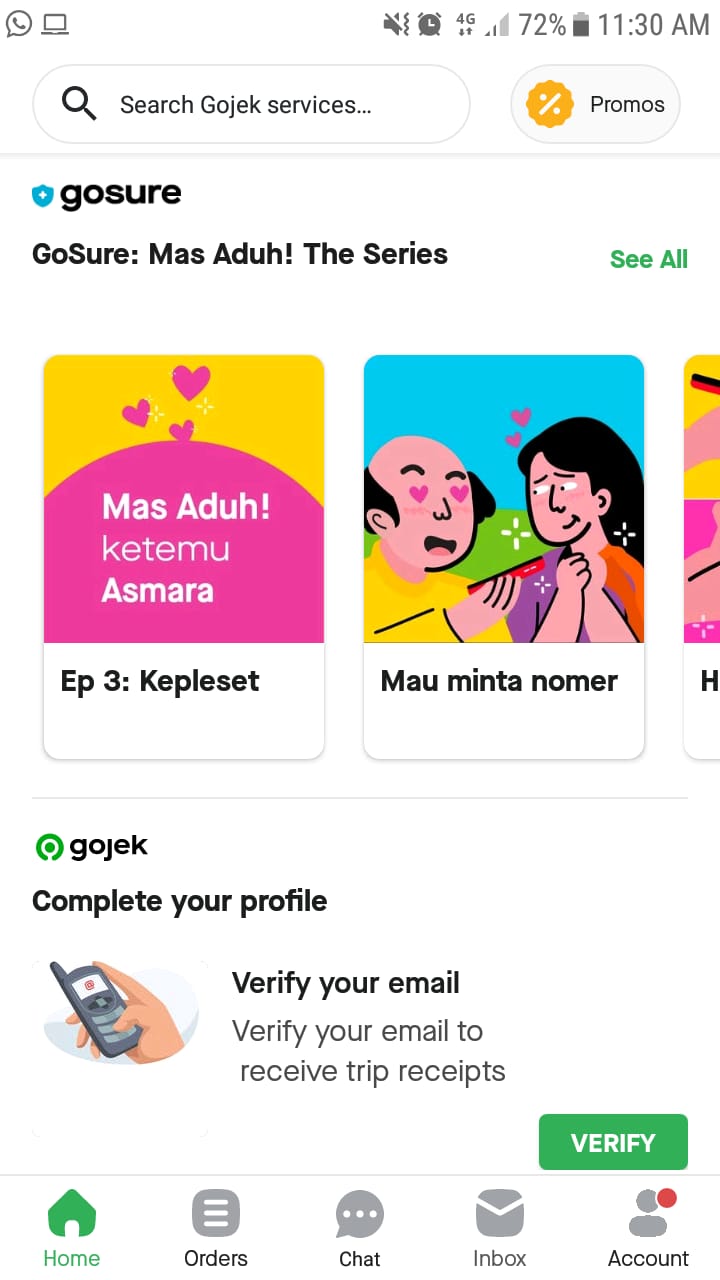 4G 72% 11:30 AM
Search Gojek services...
Promos
gosure
GoSure: Mas Aduh! The Series
See All
Mas Aduh!
ketemu
Asmara
Ep 3: Kepleset
Mau minta nomer
H
gojek
Complete your profile
@
Verify your email
Verify your email to
receive trip receipts
VERIFY
Home
Orders
Chat
Inbox
Account